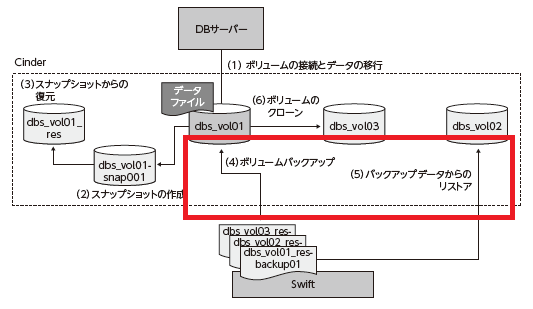 DBサーバー
Cinder
(1) ボリュームの接続とデータの移行
(3)スナップショットからの
復元
データ
ファイル
(6)ボリュームの
クローン
dbs_vol01_
res
dbs_vol01
dbs_vol03
dbs_vol02
dbs_vol01-
snap001
(4)ボリュームバックアップ
(5)バックアップデータからの
リストア
(2)スナップショットの作成
dbs_vol03_res-
dbs_vol02_res-
dbs_vol01_res-
backup01
Swift